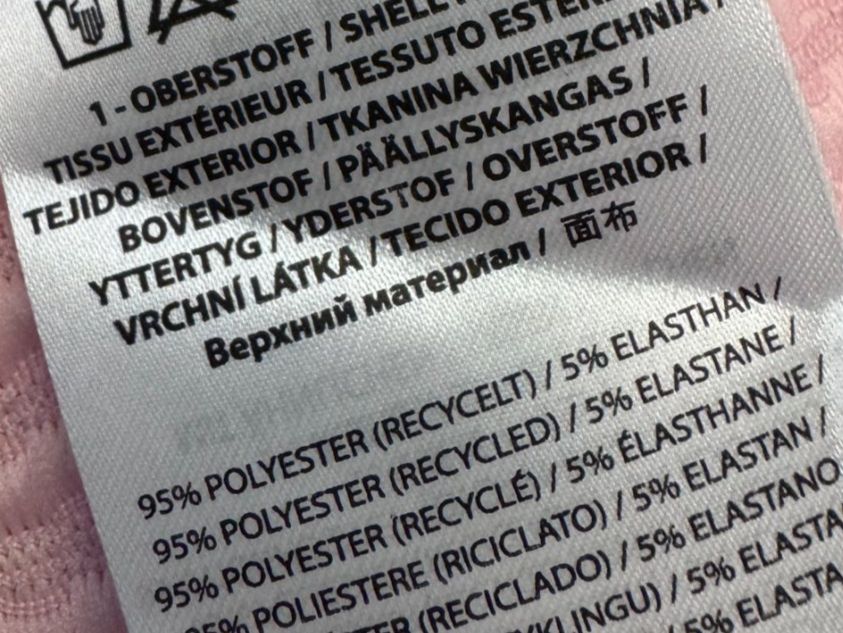 1 - OBERSTOFF / SHELL
TISSU EXTÉRIEUR / TESSUTO
TEJIDO EXTERIOR / TKANINA WIERZCHNIA /
BOVENSTOF / PÄÄLLYSKANGAS /
YTTERTYG / YDERSTOF / OVERSTOFF /
VRCHNÍ LÁTKA / TECIDO EXTERIOR /
Верхний материал / 面布
95% POLYESTER (RECYCELT) / 5% ELASTHAN /
95% POLYESTER (RECYCLED) / 5% ELASTANE /
95% POLYESTER (RECYCLÉ) / 5% ÉLASTHANNE /
95% POLIESTERE (RICICLATO) / 5% ELASTAN /
(RECICLADO) / 5% ELASTANO
/ 5%
5%